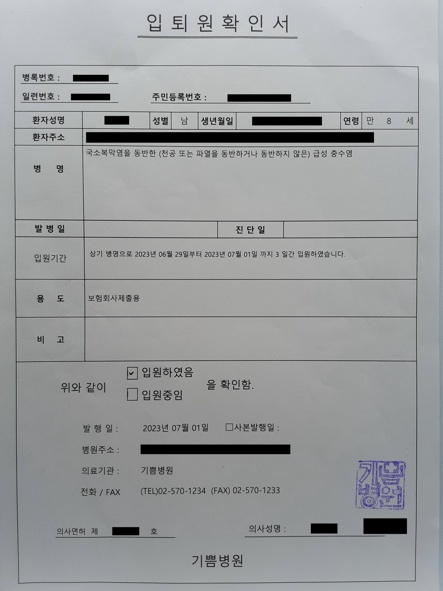 입퇴원확인서
병록번호 :
일련번호 : 주민등록번호 :
환자성명 성별 남 생년월일 연령 만 8 세
환자주소
병 명 국소복막염을 동반한 (천공 또는 파열을 동반하거나 동반하지 않은) 급성 충수염
발병일 진단일
입원기간 상기 병명으로 2023년 06월 29일부터 2023년 07월 01일 까지 3 일간 입원하였습니다.
용 도 보험회사제출용
비 고
위와 같이 ☑ 입원하였음 을 확인함.
☐ 입원중임
발 행 일 : 2023년 07월 01일 ☐사본발행일 :
병원주소 :
의료기관 : 기쁨병원
전화 / FAX (TEL)02-570-1234 (FAX) 02-570-1233
기쁨
병원
의사면허 제 호 의사성명 :
기쁨병원